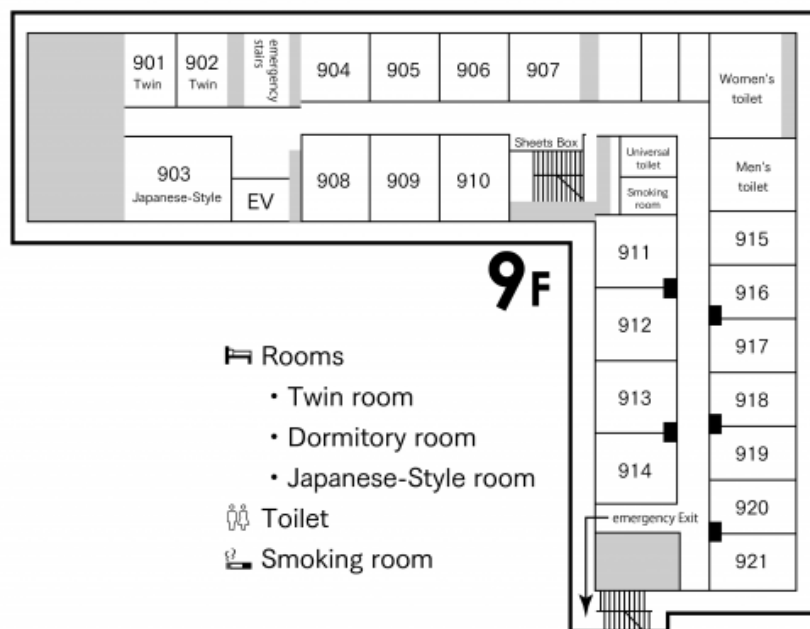 901
Twin
902
Twin
emergency
stairs
904
905
906
907
Women's
toilet
903
Japanese-Style
EV
908
909
910
Sheets Box
Universal
toilet
Smoking
room
Men's
toilet
911
912
913
914
915
916
917
918
919
920
921
9F
Rooms
・Twin room
・Dormitory room
・Japanese-Style room
Toilet
Smoking room
emergency Exit